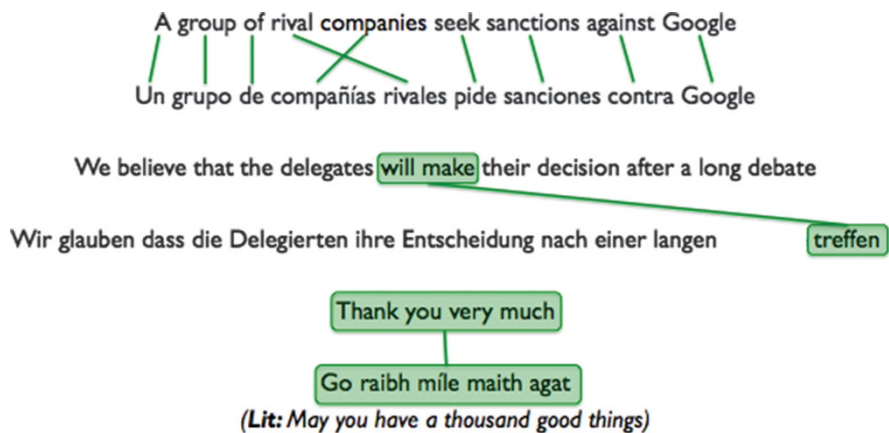 A group of rival companies seek sanctions against Google
Un grupo de compañías rivales pide sanciones contra Google
We believe that the delegates will make their decision after a long debate
Wir glauben dass die Delegierten ihre Entscheidung nach einer langen treffen
Thank you very much
Go raibh míle maith agat
(Lit: May you have a thousand good things)